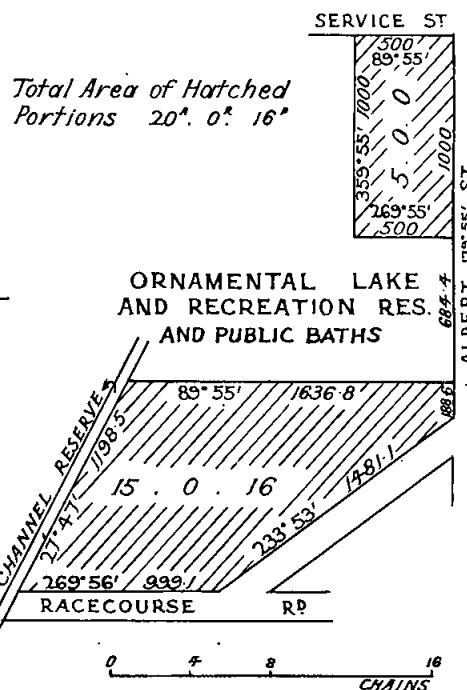 SERVICE ST
500
89°55'
Total Area of Hatched
Portions 20ᴬ. 0ᴿ. 16ᴾ
359°55' 1000
5 . 0 . 0
1000
269°55'
500
ALBERT 179°55' ST
684·4
ORNAMENTAL LAKE
AND RECREATION RES.
AND PUBLIC BATHS
89°55' 1636·8
188·6
CHANNEL RESERVE
27°47' 1198·5
15 . 0 . 16
233°53' 1481·1
269°56' 999·1
RACECOURSE RD
0 4 8 16
CHAINS